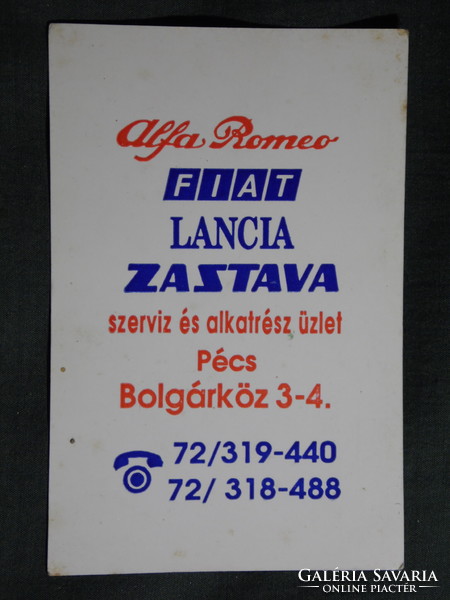 Alfa Romeo
FIAT
LANCIA
ZASTAVA
szerviz és alkatrész üzlet
Pécs
Bolgárköz 3-4.
72/319-440
72/ 318-488
GALÉRIA SAVARIA
ONLINE PIACTÉR